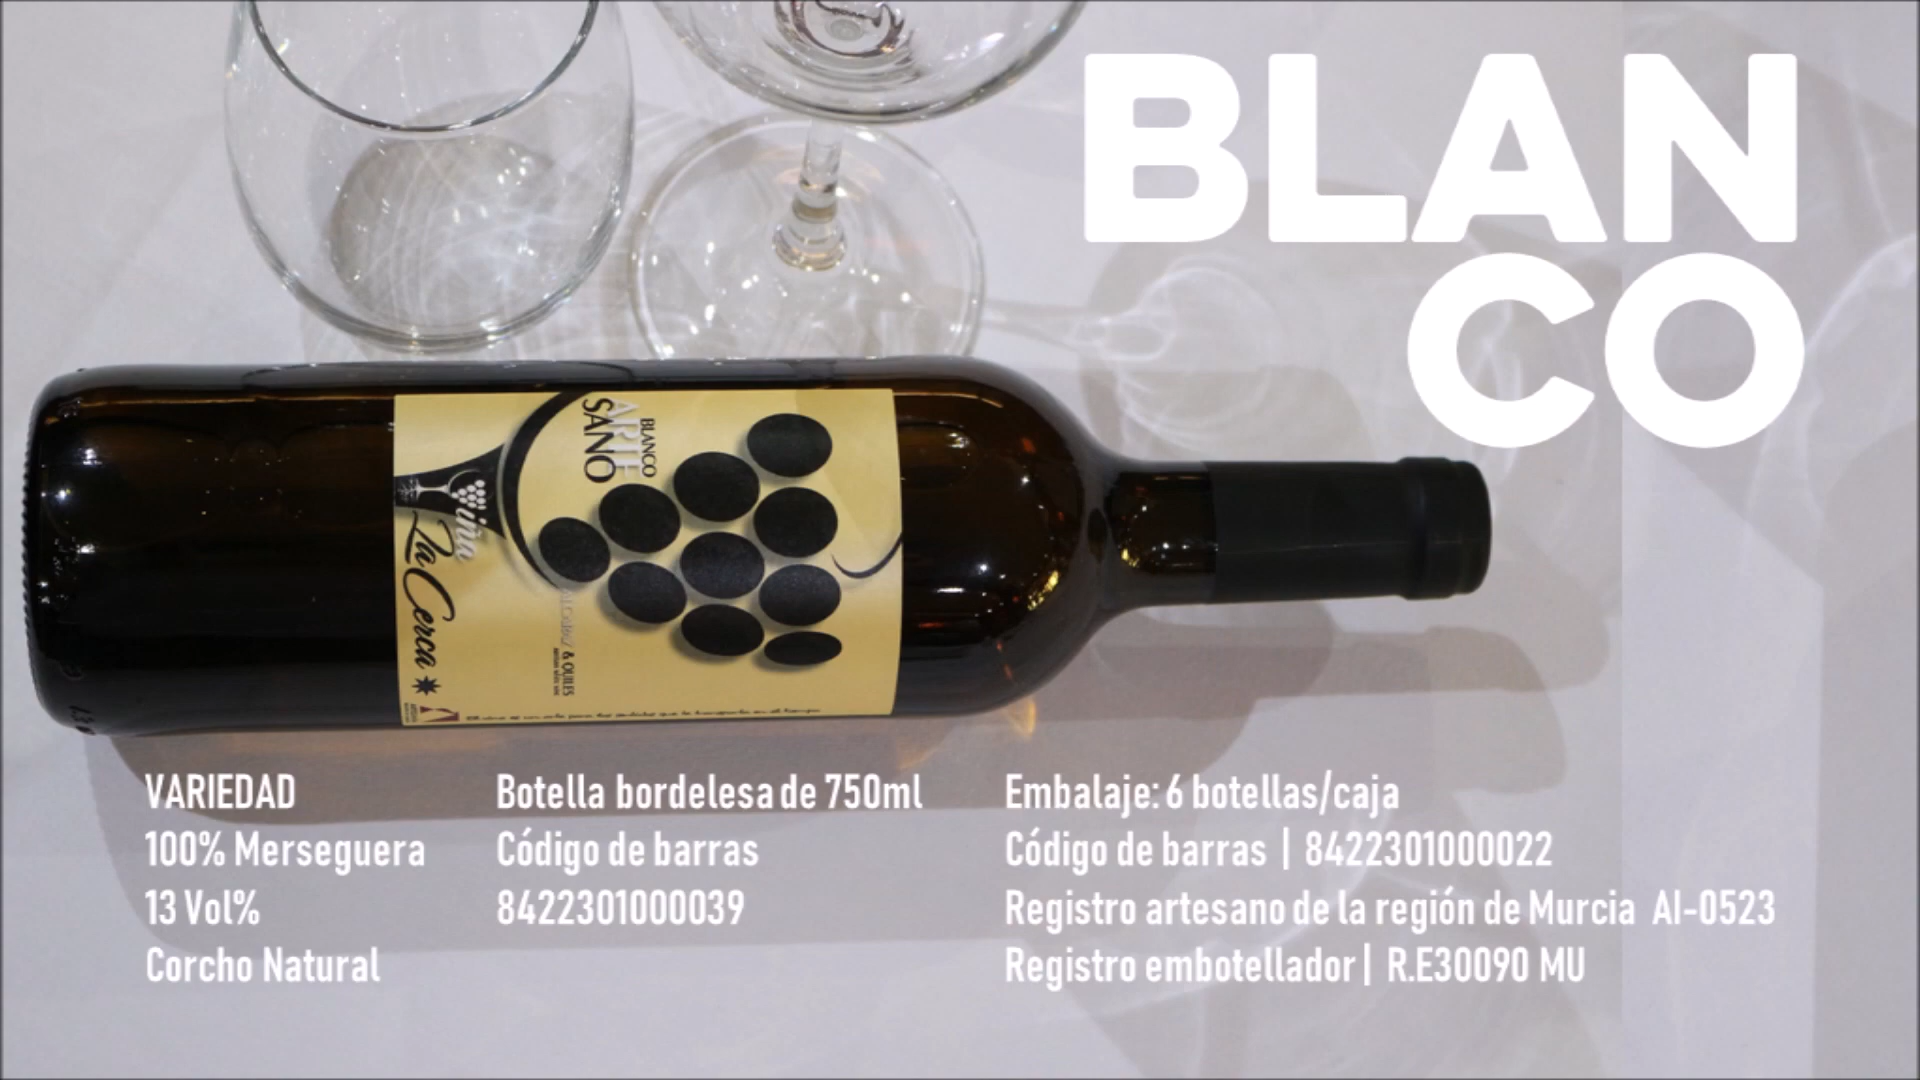 BLAN
CO
BLANCO
ARTE
SANO
Viña
La Cerca
& QUILES
VARIEDAD
100% Merseguera
13 Vol%
Corcho Natural
Botella bordelesa de 750ml
Código de barras
8422301000039
Embalaje: 6 botellas/caja
Código de barras | 8422301000022
Registro artesano de la región de Murcia AI-0523
Registro embotellador | R.E30090 MU